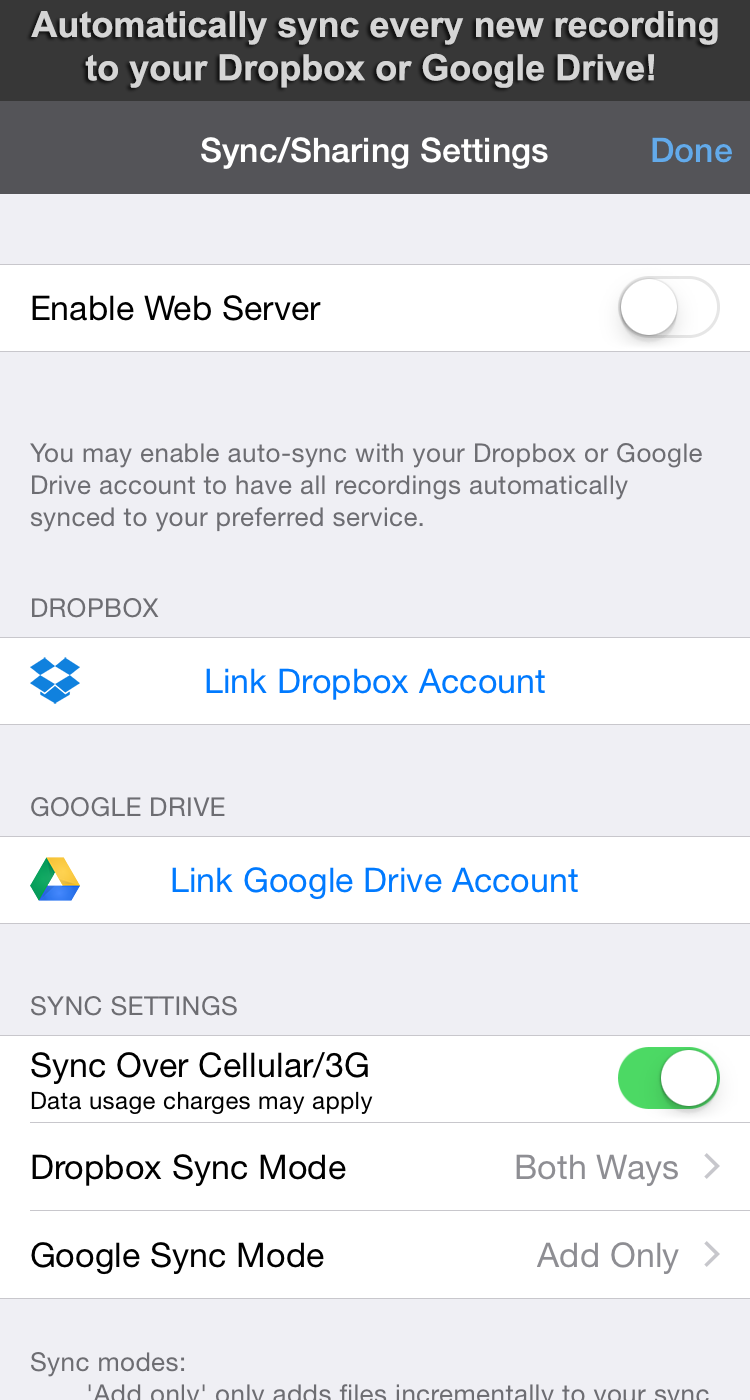 Automatically sync every new recording
to your Dropbox or Google Drive!
Sync/Sharing Settings
Done
Enable Web Server
You may enable auto-sync with your Dropbox or Google
Drive account to have all recordings automatically
synced to your preferred service.
DROPBOX
Link Dropbox Account
GOOGLE DRIVE
Link Google Drive Account
SYNC SETTINGS
Sync Over Cellular/3G
Data usage charges may apply
Dropbox Sync Mode
Both Ways
Google Sync Mode
Add Only
Sync modes:
'Add only' only adds files incrementally to your sync